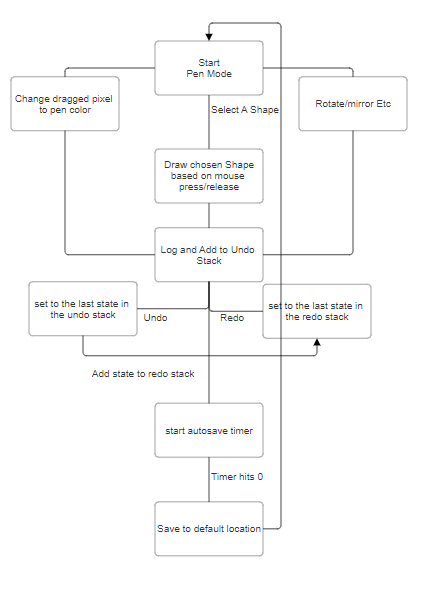 Start
Pen Mode
Change dragged pixel
to pen color
Rotate/mirror Etc
Select A Shape
Draw chosen Shape
based on mouse
press/release
Log and Add to Undo
Stack
set to the last state in
the undo stack
Undo
Redo
set to the last state in
the redo stack
Add state to redo stack
start autosave timer
Timer hits 0
Save to default location